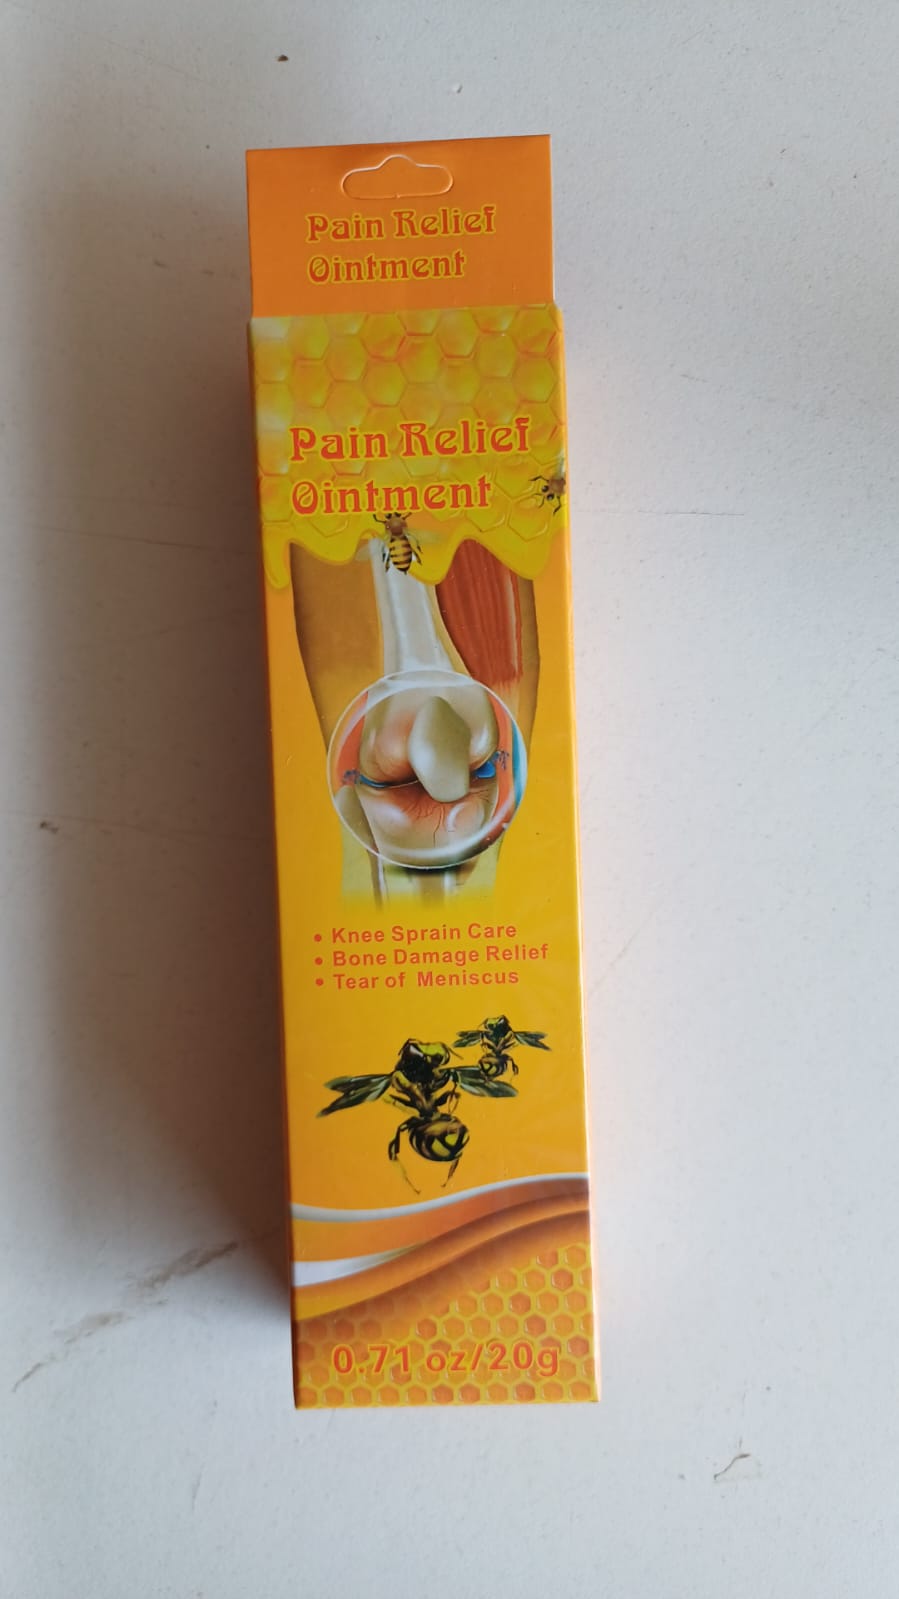 Pain Relief
Ointment
Pain Relief
Ointment
• Knee Sprain Care
• Bone Damage Relief
• Tear of Meniscus
0.71 oz/20g